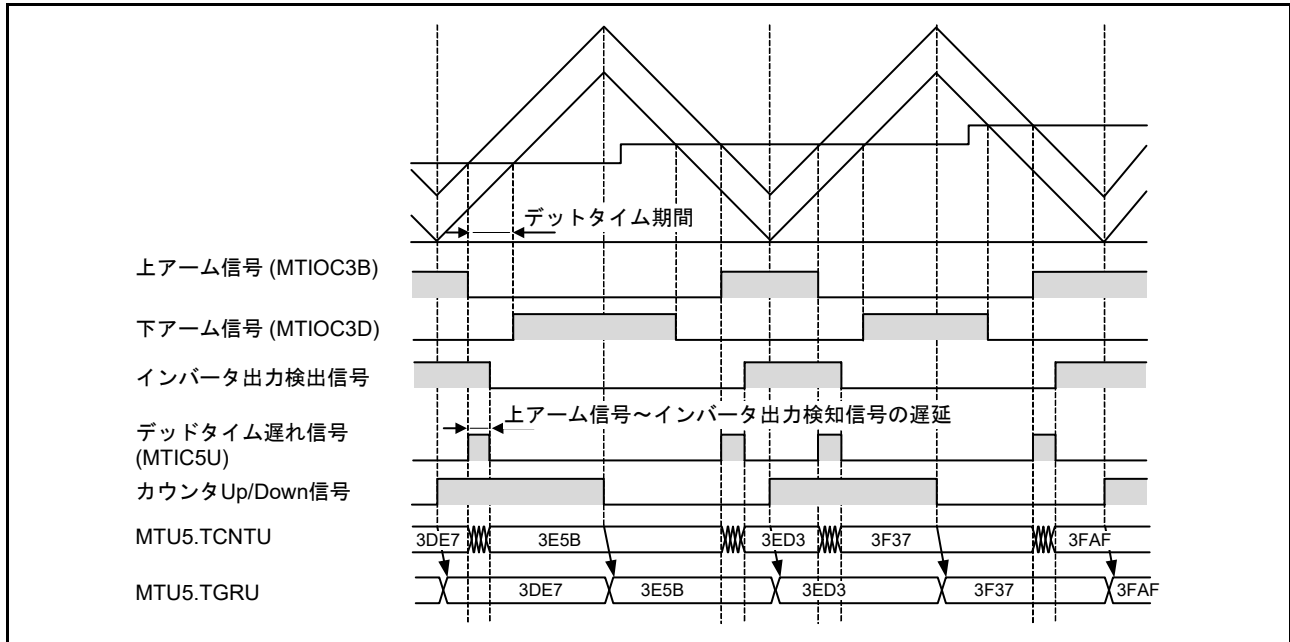 デットタイム期間
上アーム信号 (MTIOC3B)
下アーム信号 (MTIOC3D)
インバータ出力検出信号
上アーム信号～インバータ出力検知信号の遅延
デッドタイム遅れ信号
(MTIC5U)
カウンタUp/Down信号
MTU5.TCNTU
3DE7 3E5B 3ED3 3F37 3FAF
MTU5.TGRU
3DE7 3E5B 3ED3 3F37 3FAF